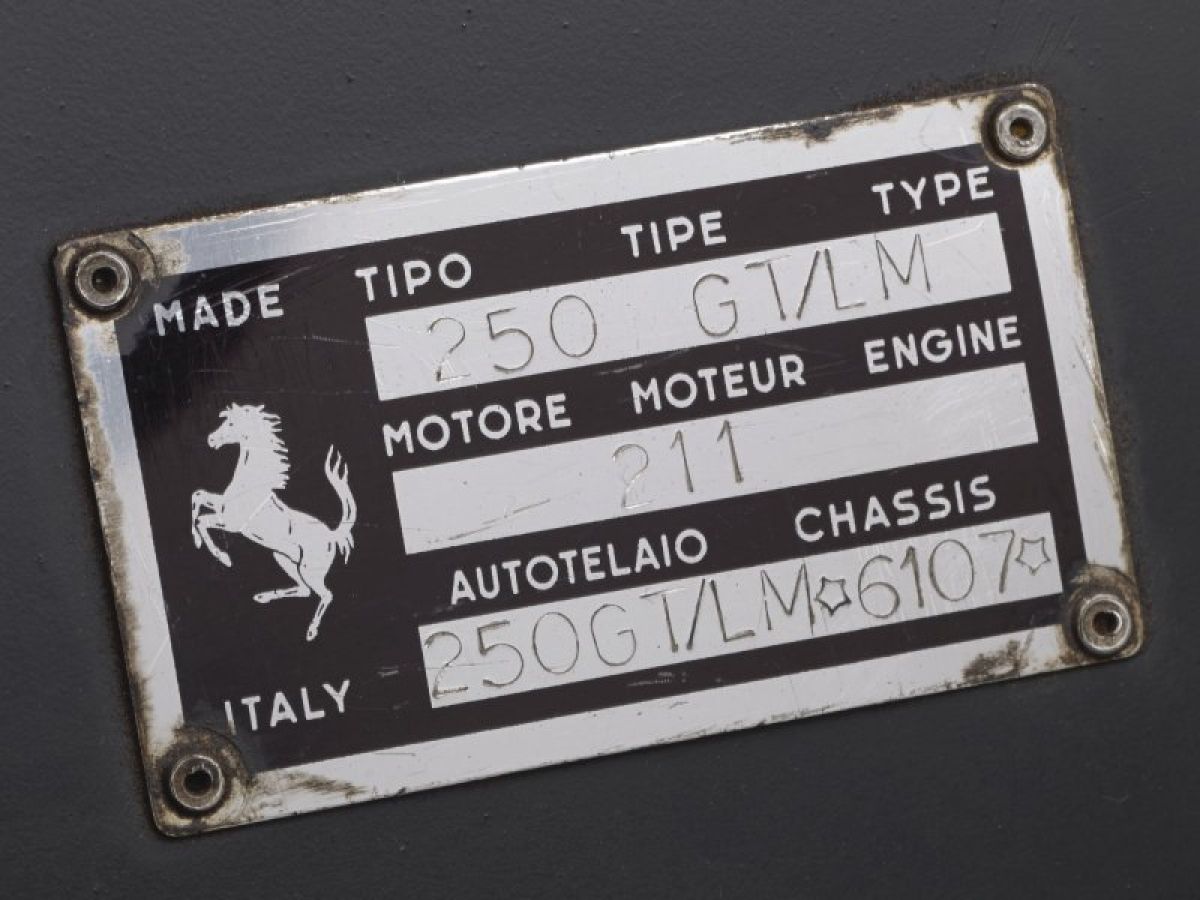 MADE
TIPO TIPE TYPE
250 GT/LM
MOTORE MOTEUR ENGINE
211
AUTOTELAIO CHASSIS
250GT/LM☆6107☆
ITALY